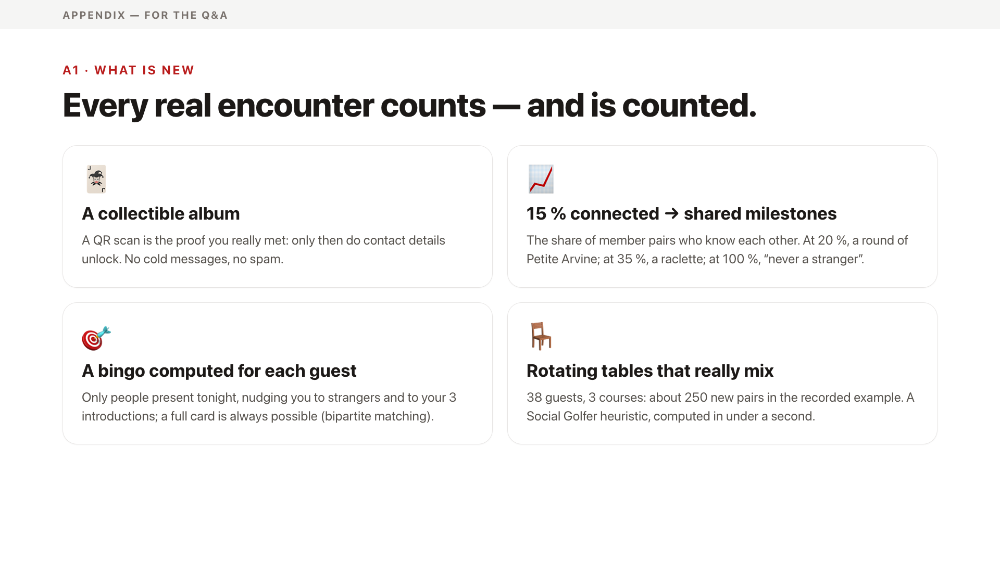 APPENDIX — FOR THE Q&A
A1 · WHAT IS NEW
Every real encounter counts — and is counted.
A collectible album
A QR scan is the proof you really met: only then do contact details
unlock. No cold messages, no spam.
15 % connected → shared milestones
The share of member pairs who know each other. At 20 %, a round of
Petite Arvine; at 35 %, a raclette; at 100 %, “never a stranger”.
A bingo computed for each guest
Only people present tonight, nudging you to strangers and to your 3
introductions; a full card is always possible (bipartite matching).
Rotating tables that really mix
38 guests, 3 courses: about 250 new pairs in the recorded example. A
Social Golfer heuristic, computed in under a second.